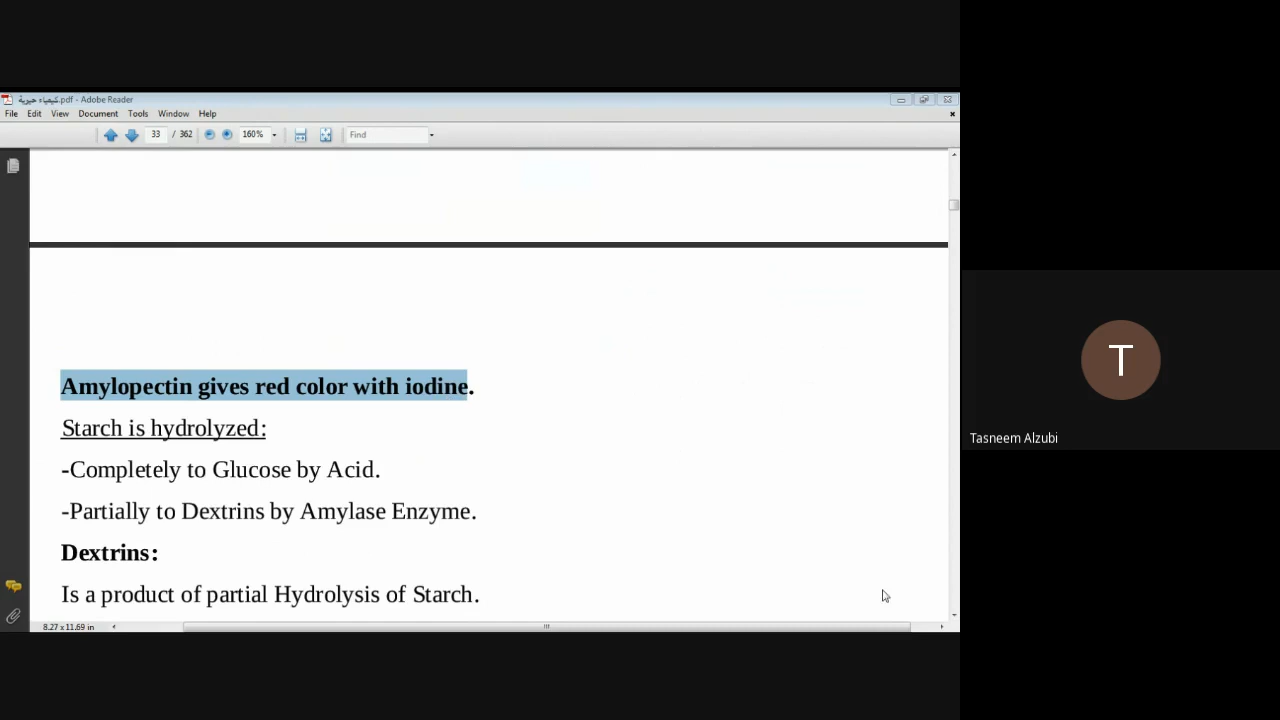 شيمياء حيوية.pdf - Adobe Reader
File Edit View Document Tools Window Help
33 / 362 160% Find
Amylopectin gives red color with iodine.
Starch is hydrolyzed:
-Completely to Glucose by Acid.
-Partially to Dextrins by Amylase Enzyme.
Dextrins:
Is a product of partial Hydrolysis of Starch.
8.27 x 11.69 in
T
Tasneem Alzubi